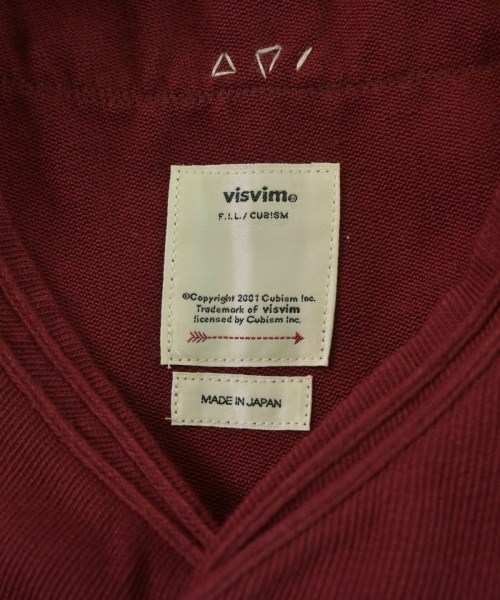 visvim®
F.I.L./ CUBISM
©Copyright 2001 Cubism Inc.
Trademark of visvim
licensed by Cubism Inc.
MADE IN JAPAN